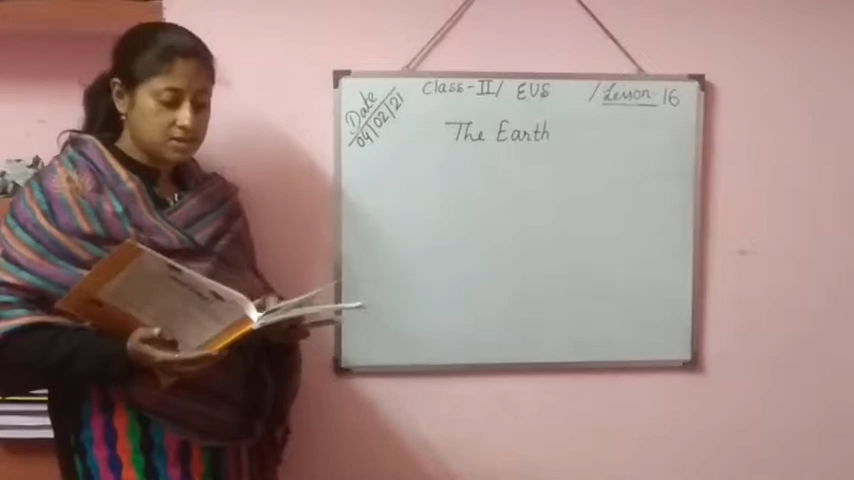 Date
04/02/21
Class-II/ EVS /Lesson-16
The Earth